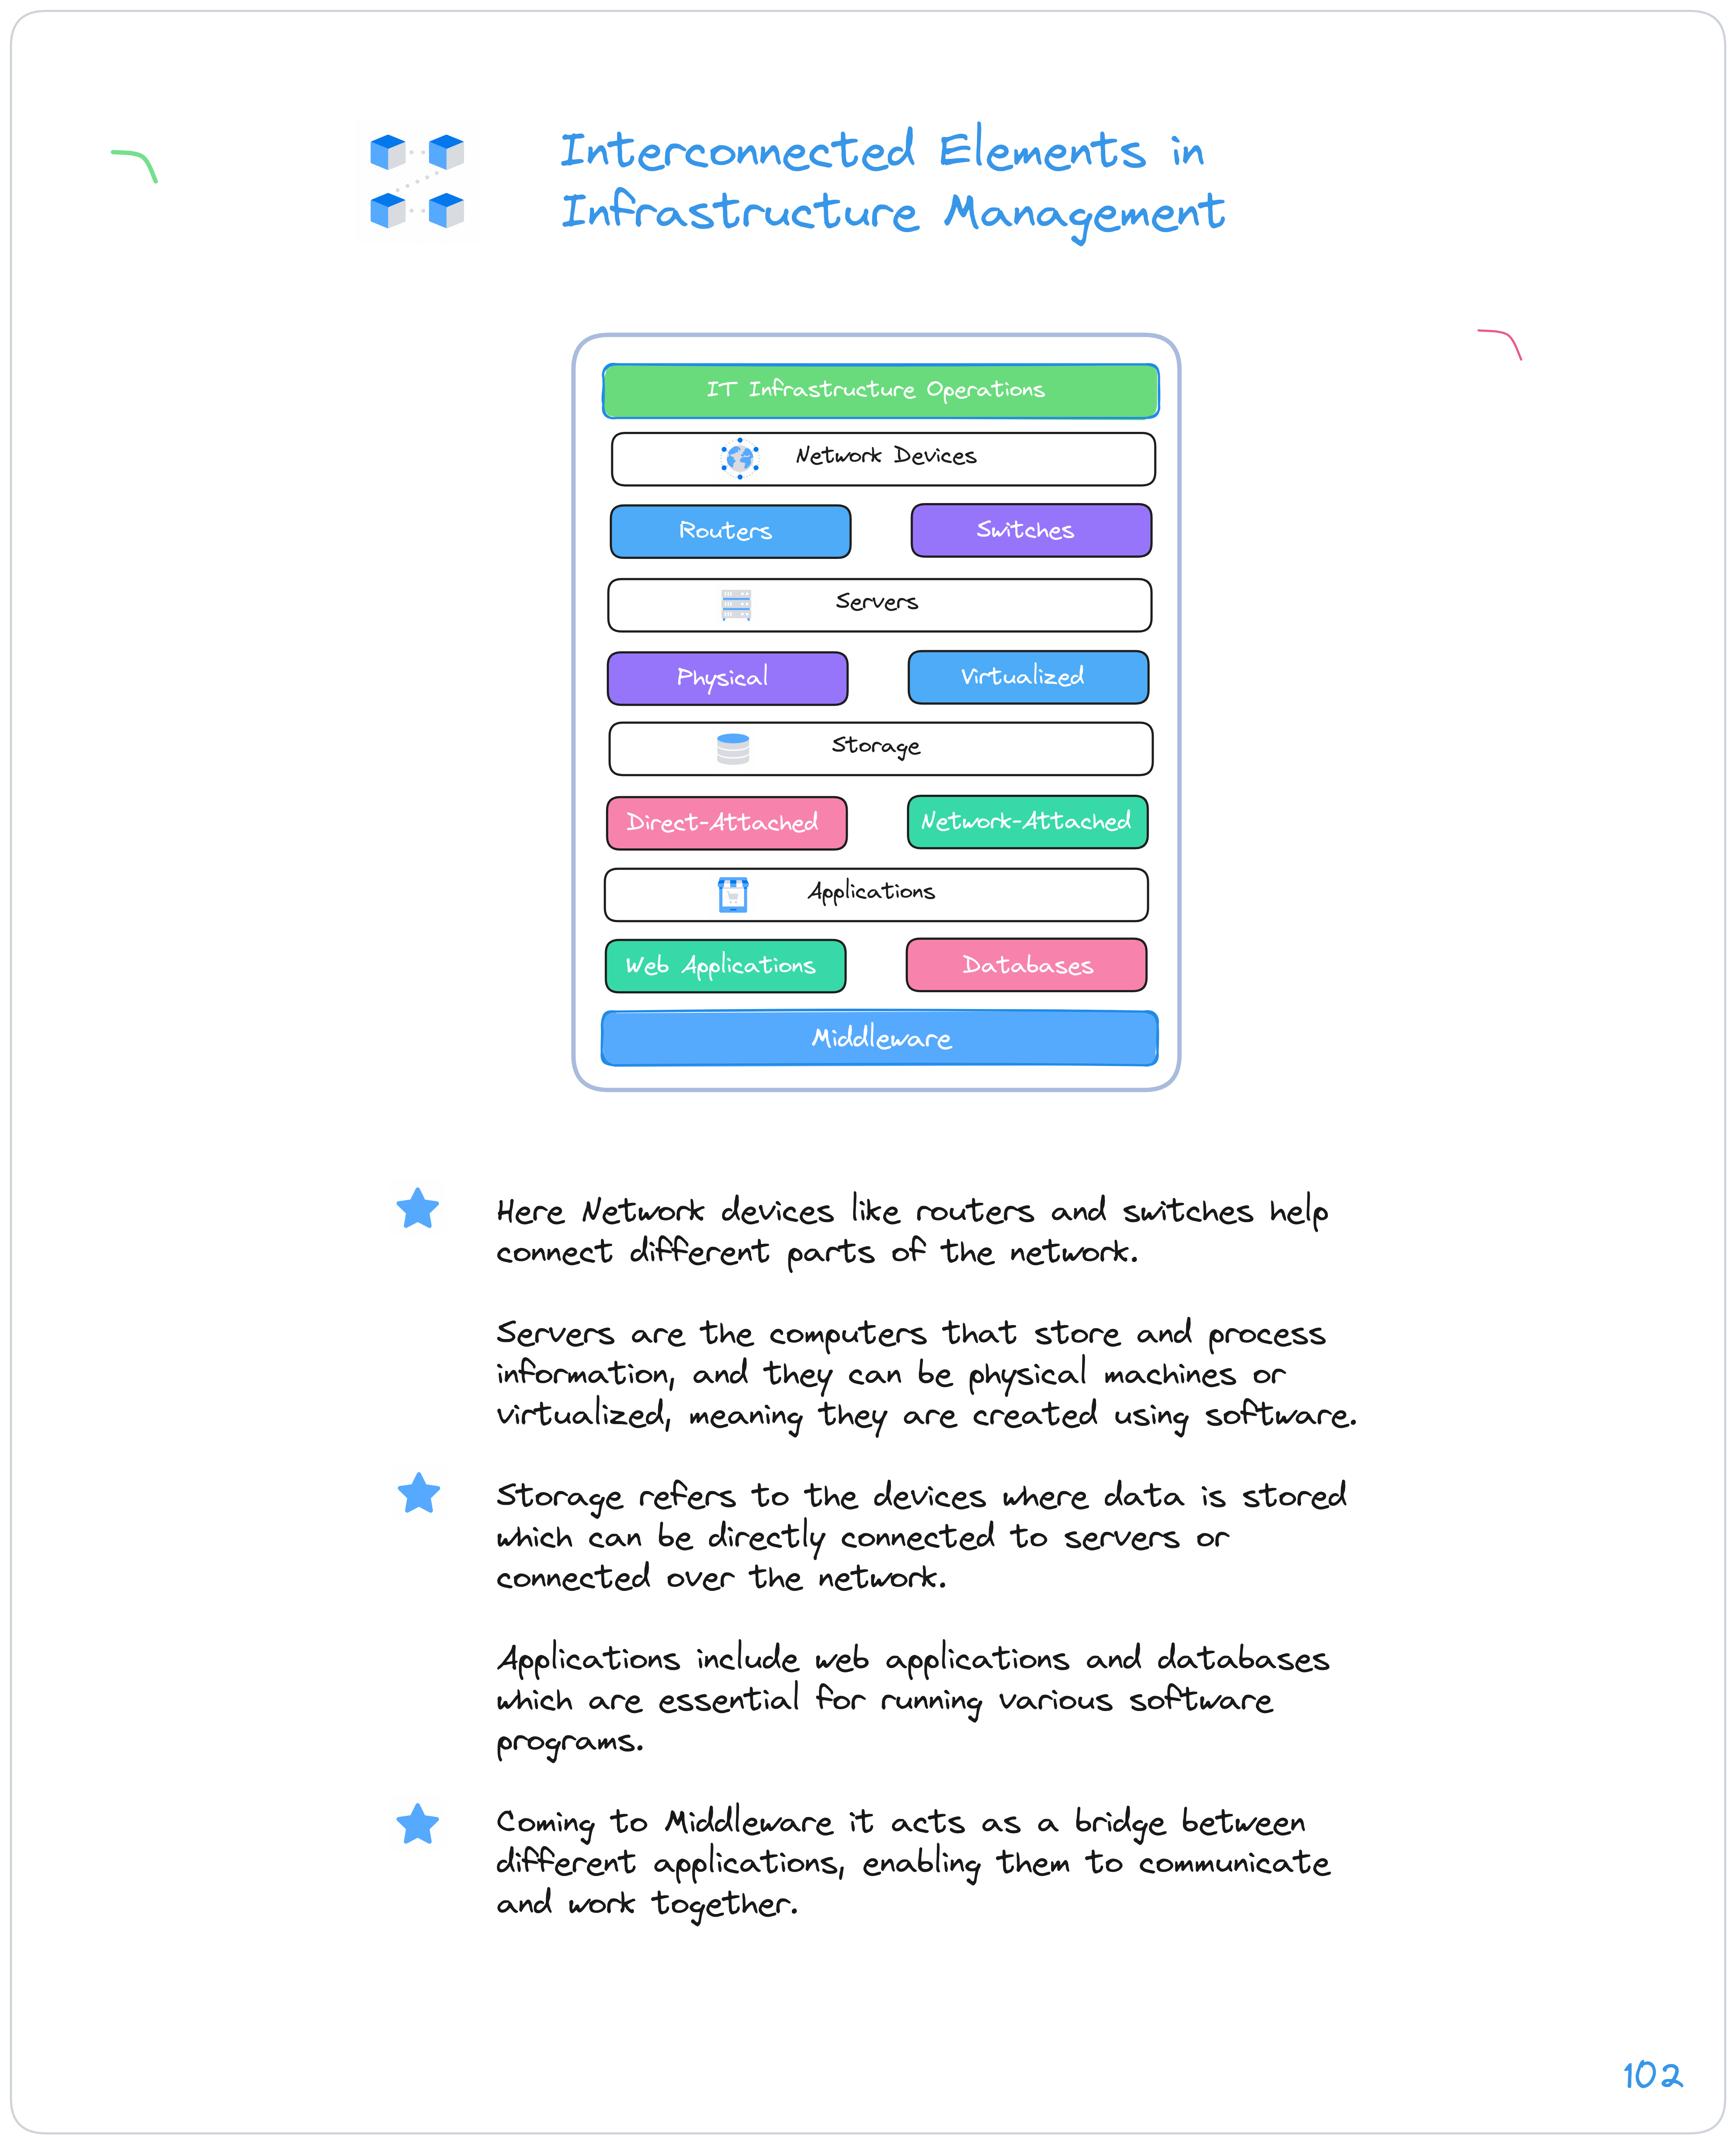 Interconnected Elements in
Infrastructure Management
IT Infrastructure Operations
Network Devices
Routers
Switches
Servers
Physical
Virtualized
Storage
Direct-Attached
Network-Attached
Applications
Web Applications
Databases
Middleware
Here Network devices like routers and switches help
connect different parts of the network.
Servers are the computers that store and process
information, and they can be physical machines or
virtualized, meaning they are created using software.
Storage refers to the devices where data is stored
which can be directly connected to servers or
connected over the network.
Applications include web applications and databases
which are essential for running various software
programs.
Coming to Middleware it acts as a bridge between
different applications, enabling them to communicate
and work together.
102